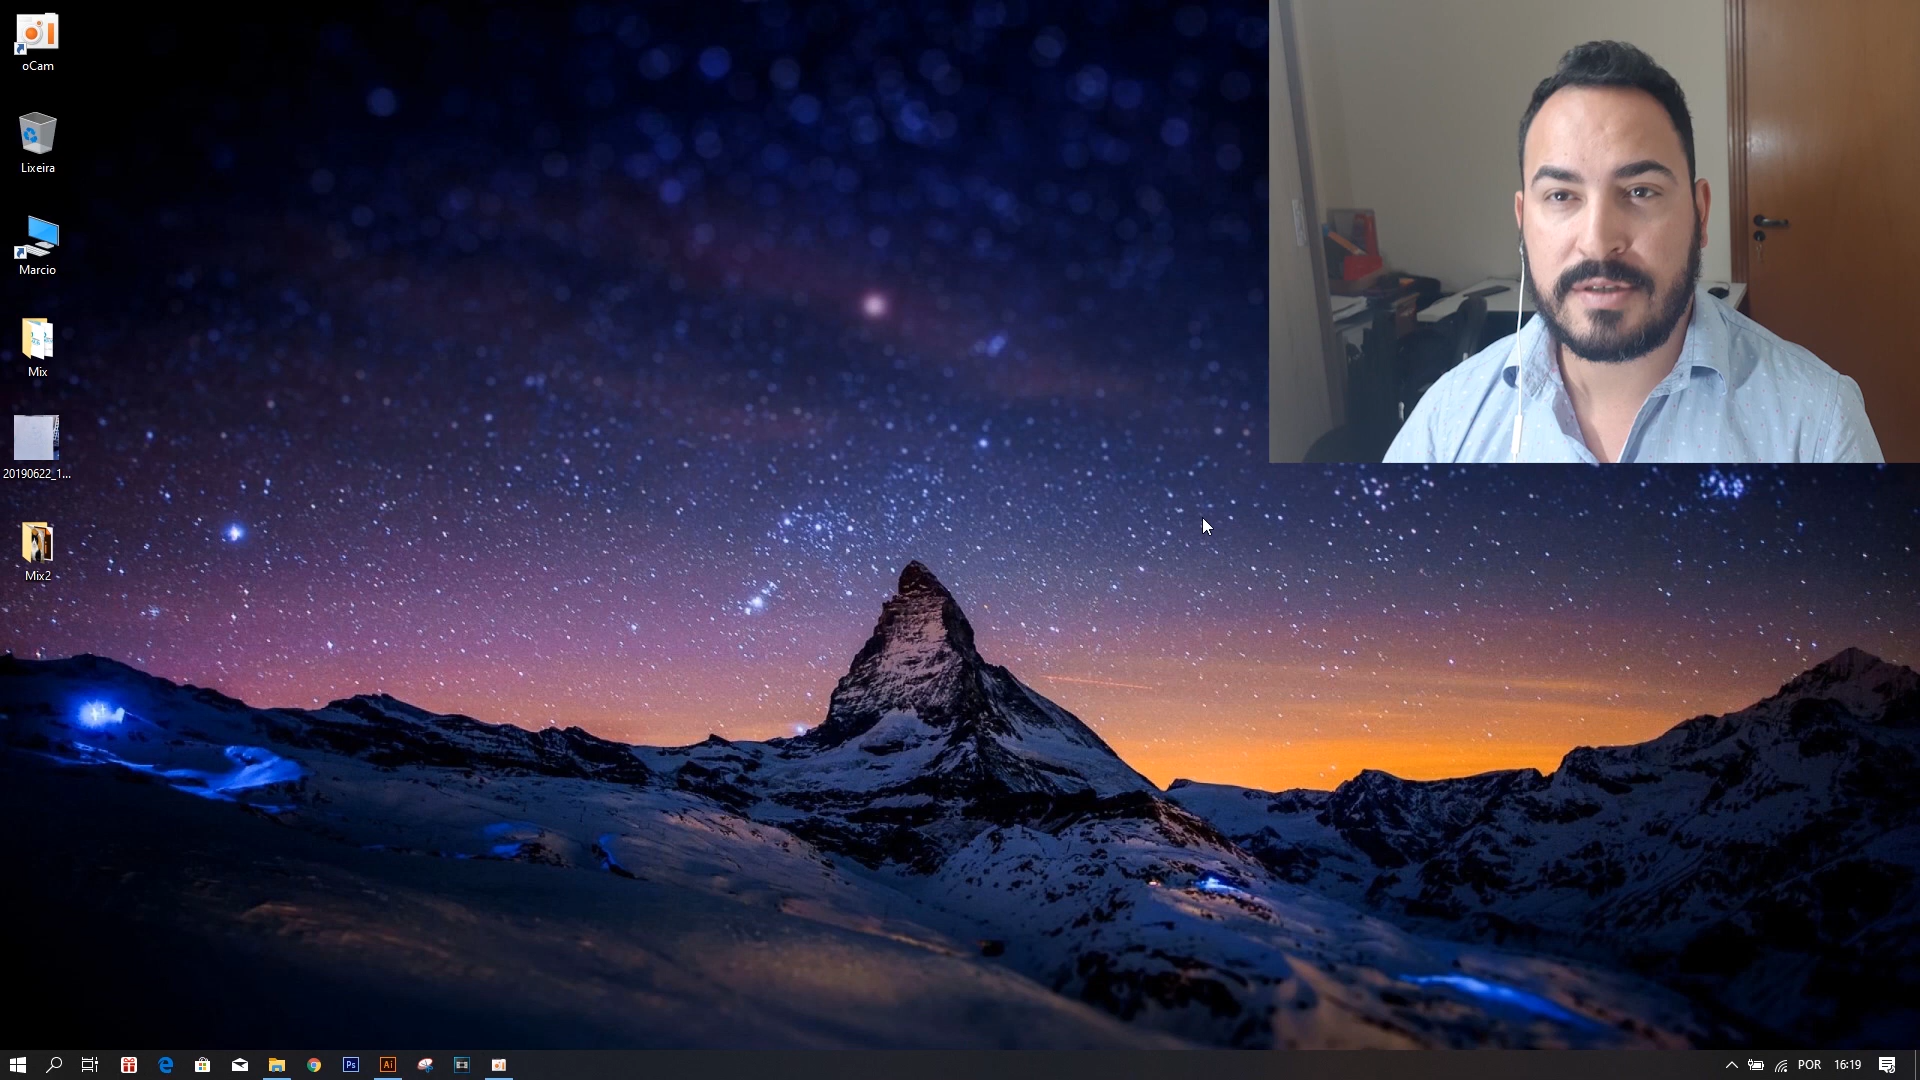 oCam
Lixeira
Marcio
Mix
20190622_1...
Mix2
Ps
Ai
POR
16:19